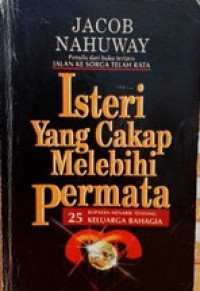 JACOB
NAHUWAY
Penulis dari buku terlaris
JALAN KE SORGA TELAH RATA
Isteri
Yang Cakap
Melebihi
Permata
25 KUPASAN MENARIK TENTANG
KELUARGA BAHAGIA